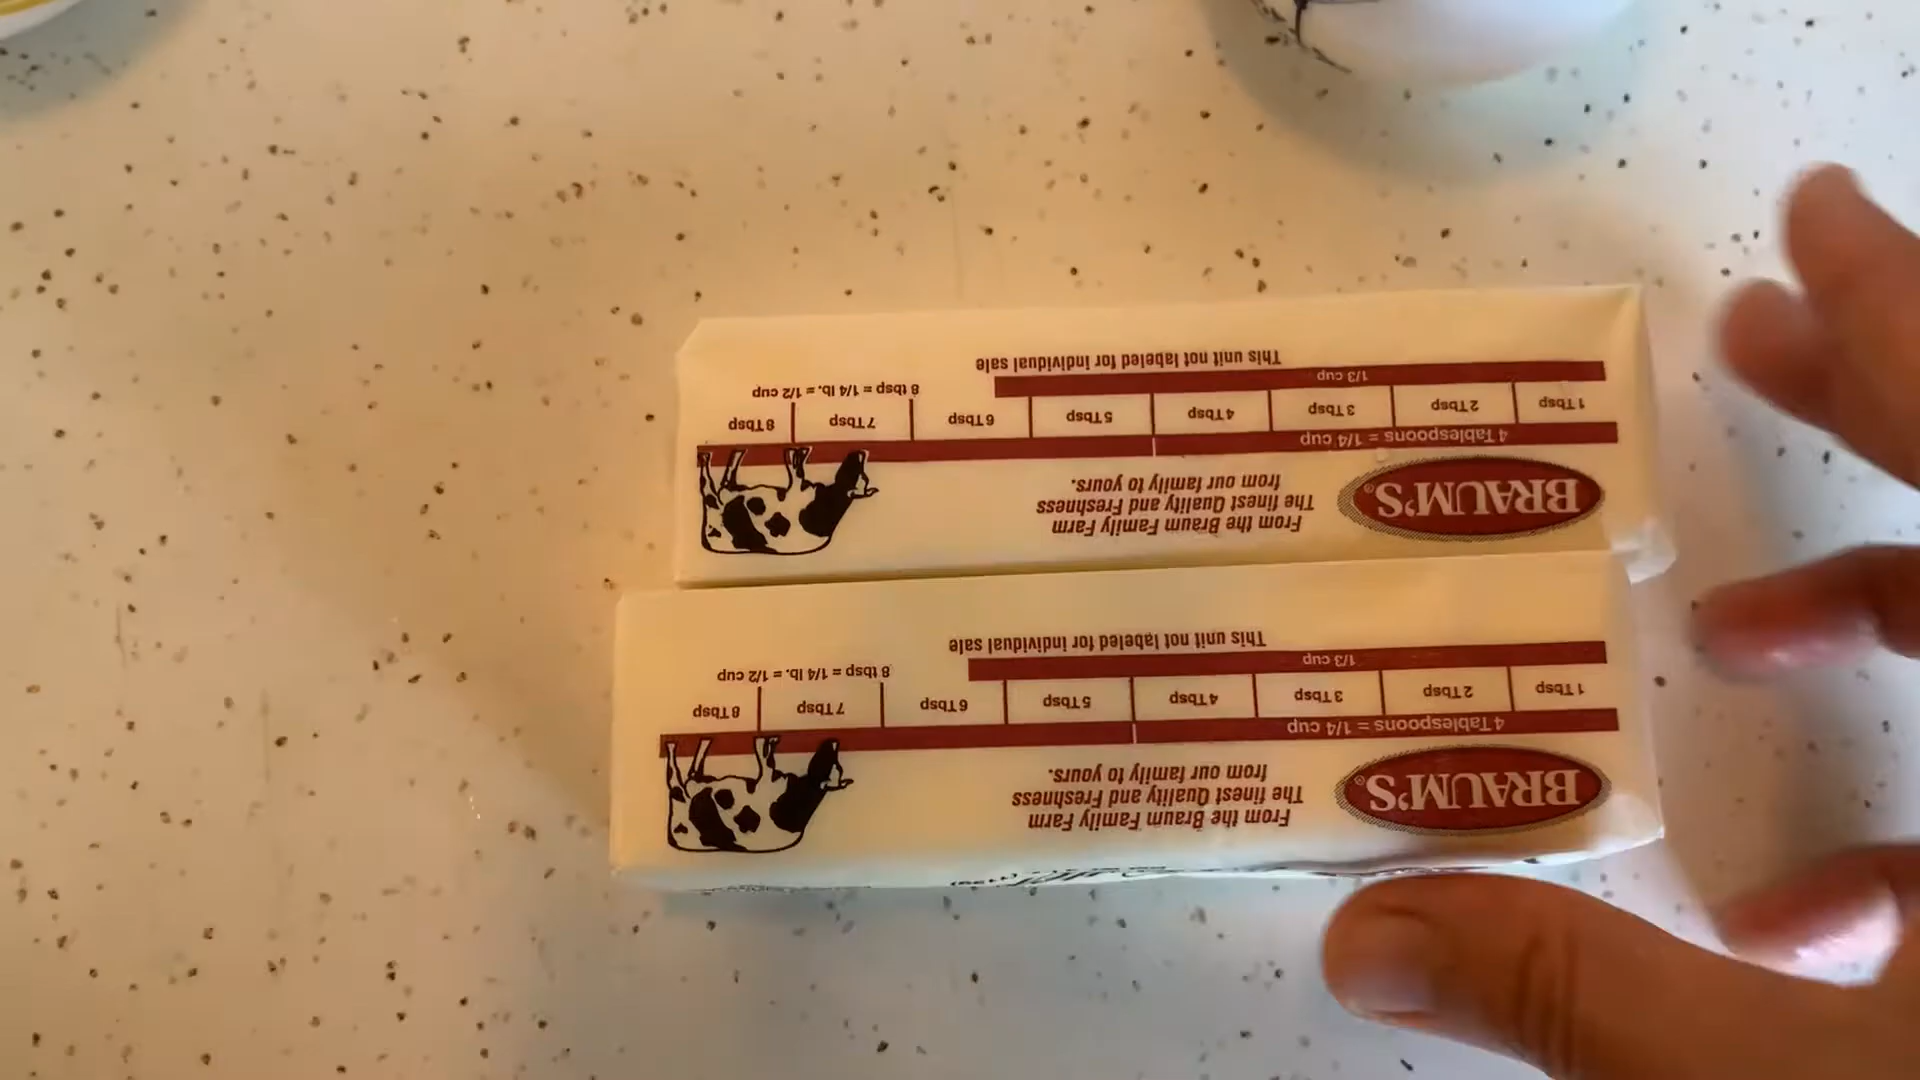 BRAUM'S®
From the Braum Family Farm
The finest Quality and Freshness
from our family to yours.
4 Tablespoons = 1/4 cup
1 Tbsp 2 Tbsp 3 Tbsp 4 Tbsp 5 Tbsp 6 Tbsp 7 Tbsp 8 Tbsp
1/3 cup
8 tbsp = 1/4 lb. = 1/2 cup
This unit not labeled for individual sale
BRAUM'S®
From the Braum Family Farm
The finest Quality and Freshness
from our family to yours.
4 Tablespoons = 1/4 cup
1 Tbsp 2 Tbsp 3 Tbsp 4 Tbsp 5 Tbsp 6 Tbsp 7 Tbsp 8 Tbsp
1/3 cup
8 tbsp = 1/4 lb. = 1/2 cup
This unit not labeled for individual sale